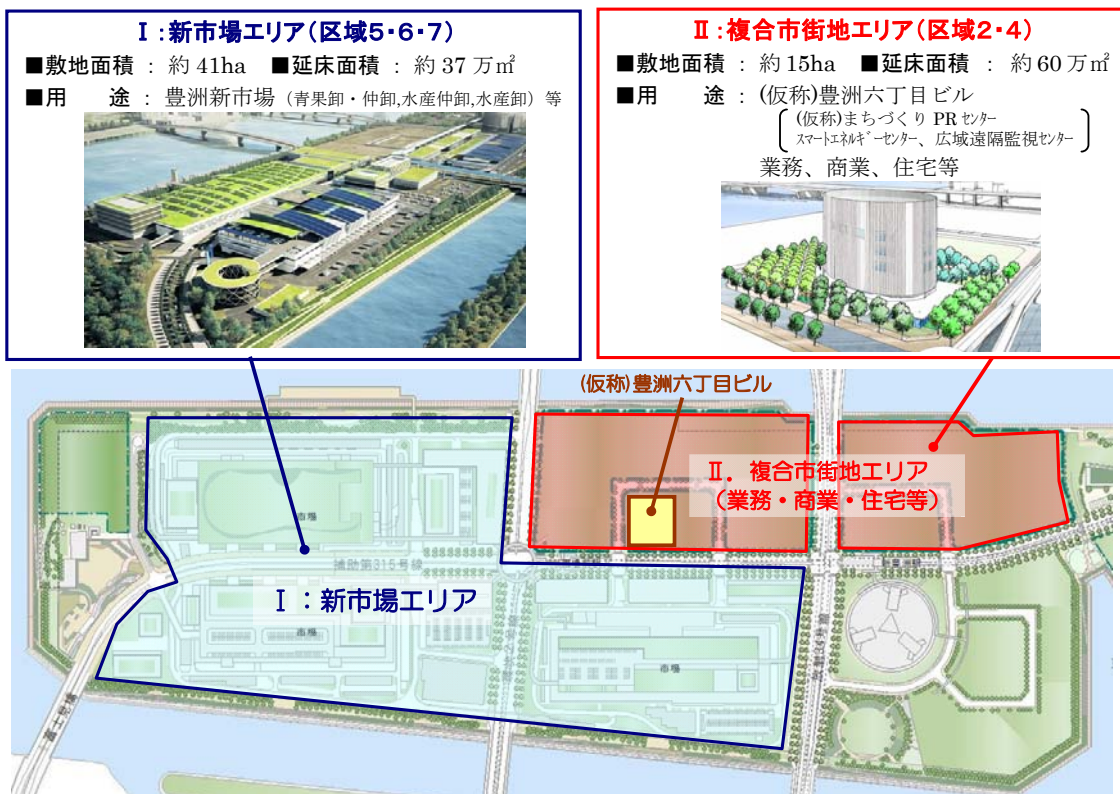 Ⅰ:新市場エリア(区域5・6・7)
■敷地面積 : 約 41ha ■延床面積 : 約 37 万㎡
■用 途 : 豊洲新市場 (青果卸・仲卸,水産仲卸,水産卸) 等
Ⅱ:複合市街地エリア(区域2・4)
■敷地面積 : 約 15ha ■延床面積 : 約 60 万㎡
■用 途 : (仮称)豊洲六丁目ビル
(仮称)まちづくり PR センター
スマートエネルギーセンター、広域遠隔監視センター
業務、商業、住宅等
(仮称)豊洲六丁目ビル
Ⅱ. 複合市街地エリア
(業務・商業・住宅等)
市場
補助第315号線
Ⅰ:新市場エリア
市場
市場
富士見橋